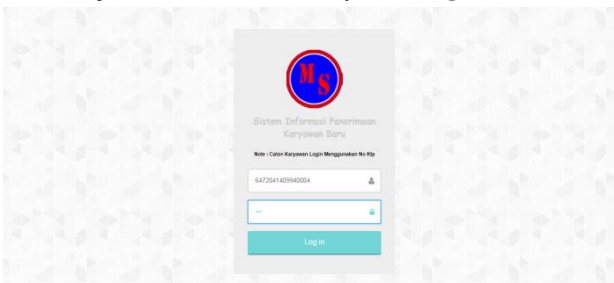 MS
Sistem Informasi Penerimaan
Karyawan Baru
Note : Calon Karyawan Login Menggunakan No Ktp
6472041409940004
...
Log in